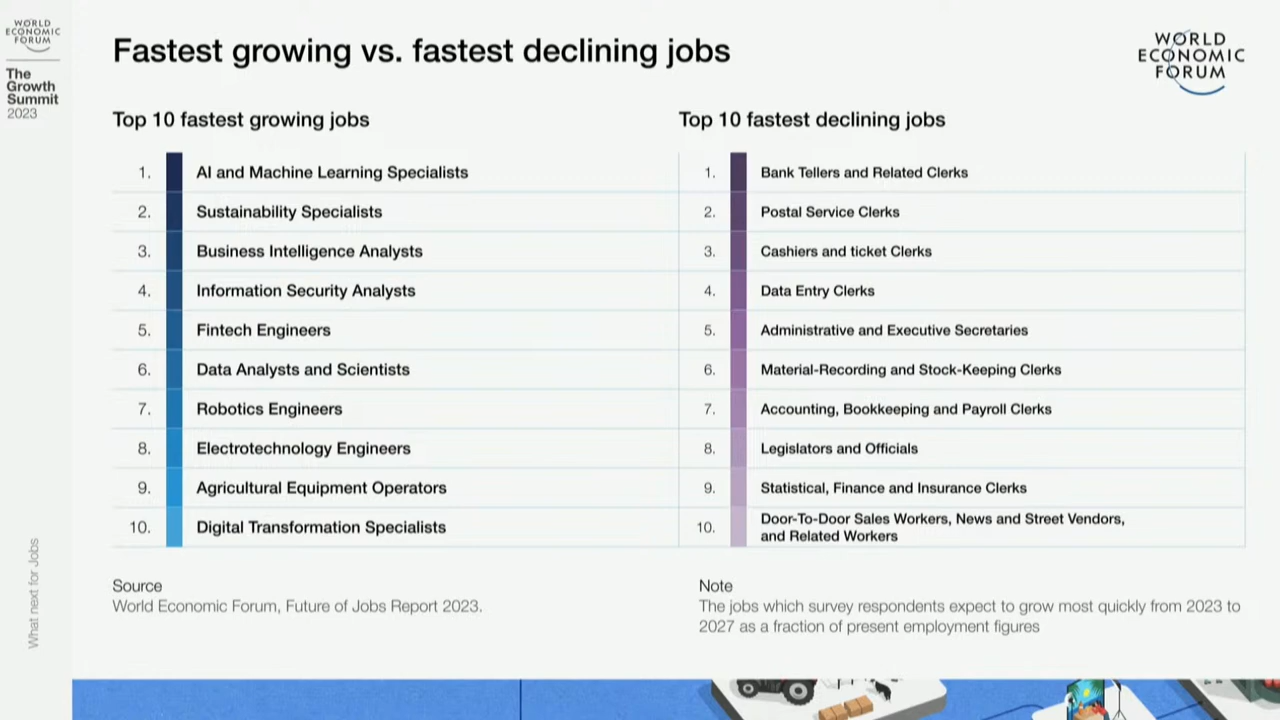 WORLD
ECONOMIC
FORUM
The
Growth
Summit
2023
What next for Jobs
Fastest growing vs. fastest declining jobs
WORLD
ECONOMIC
FORUM
Top 10 fastest growing jobs
1. AI and Machine Learning Specialists
2. Sustainability Specialists
3. Business Intelligence Analysts
4. Information Security Analysts
5. Fintech Engineers
6. Data Analysts and Scientists
7. Robotics Engineers
8. Electrotechnology Engineers
9. Agricultural Equipment Operators
10. Digital Transformation Specialists
Top 10 fastest declining jobs
1. Bank Tellers and Related Clerks
2. Postal Service Clerks
3. Cashiers and ticket Clerks
4. Data Entry Clerks
5. Administrative and Executive Secretaries
6. Material-Recording and Stock-Keeping Clerks
7. Accounting, Bookkeeping and Payroll Clerks
8. Legislators and Officials
9. Statistical, Finance and Insurance Clerks
10. Door-To-Door Sales Workers, News and Street Vendors,
and Related Workers
Source
World Economic Forum, Future of Jobs Report 2023.
Note
The jobs which survey respondents expect to grow most quickly from 2023 to
2027 as a fraction of present employment figures